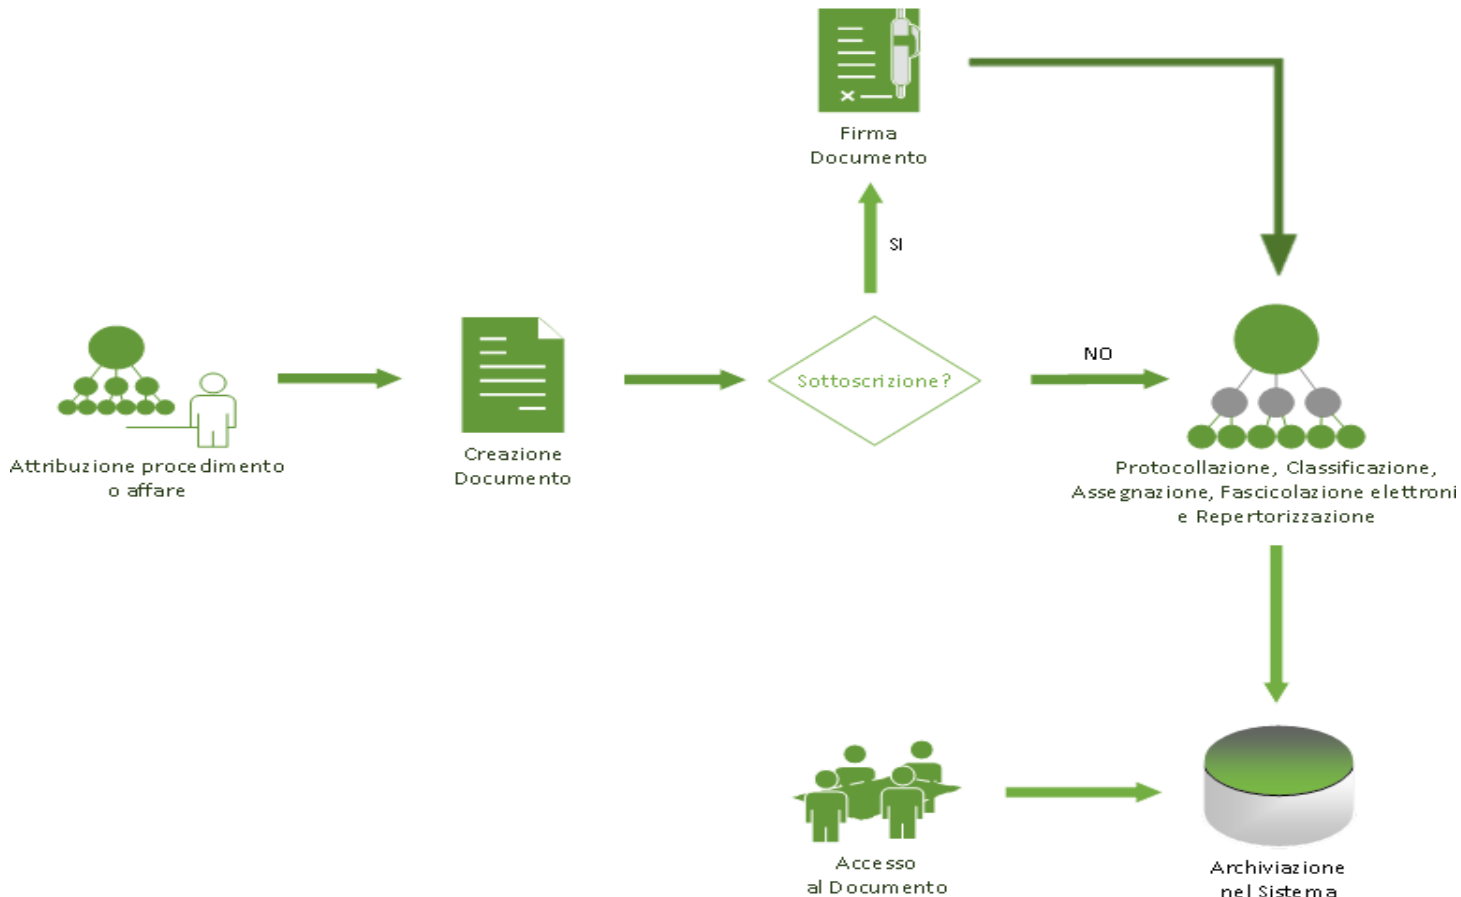 Firma
Documento
SI
NO
Sottoscrizione?
Attribuzione procedimento
o affare
Creazione
Documento
Protocollazione, Classificazione,
Assegnazione, Fascicolazione elettroni
e Repertorizzazione
Accesso
al Documento
Archiviazione
nel Sistema